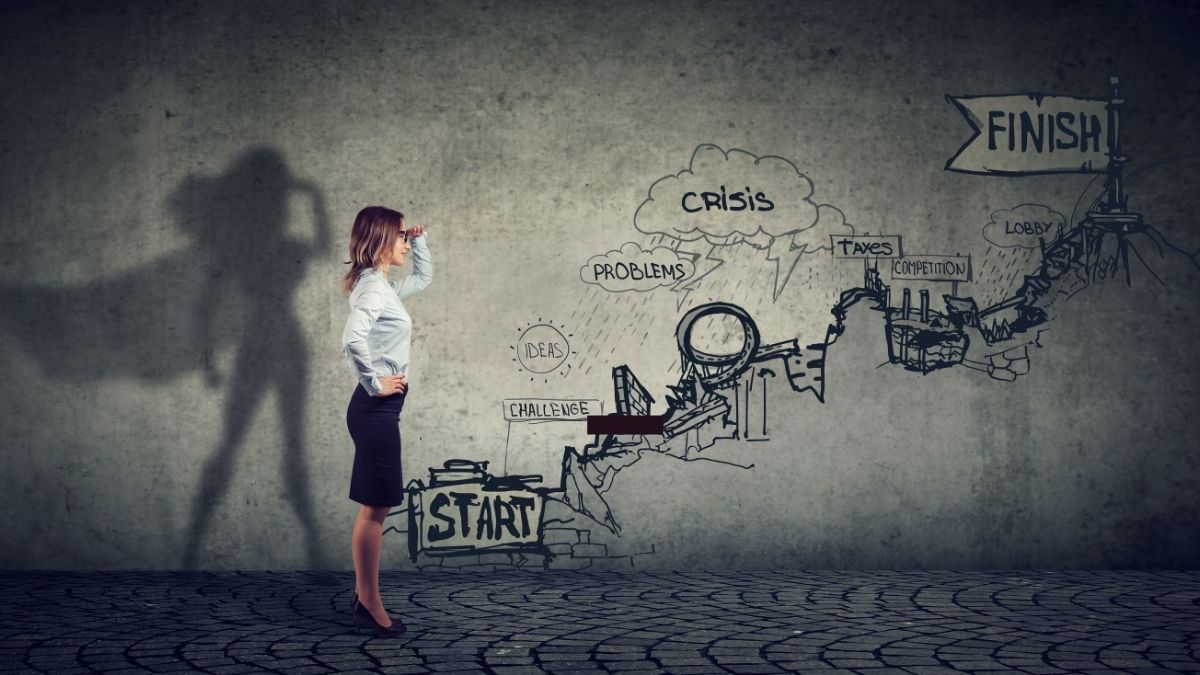 START
CHALLENGE
IDEAS
PROBLEMS
CRISIS
TAXES
COMPETITION
LOBBY
FINISH